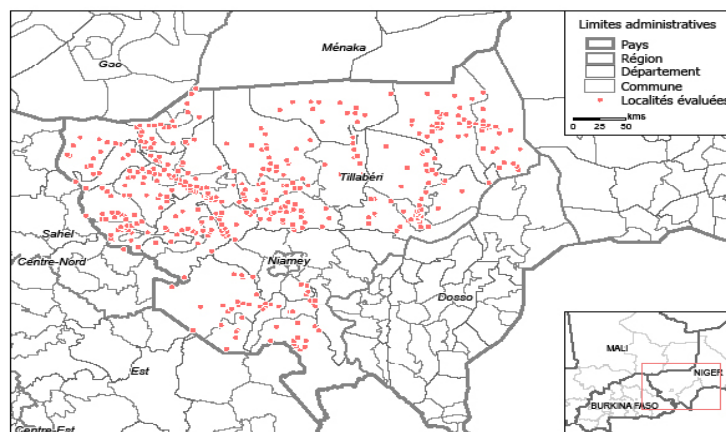 Limites administratives
Pays
Région
Département
Commune
Localités évaluées
kms
0 25 50
Gao
Ménaka
Tillabéri
Sahel
Centre-Nord
Niamey
Dosso
Est
Centre-Est
MALI
NIGER
BURKINA FASO